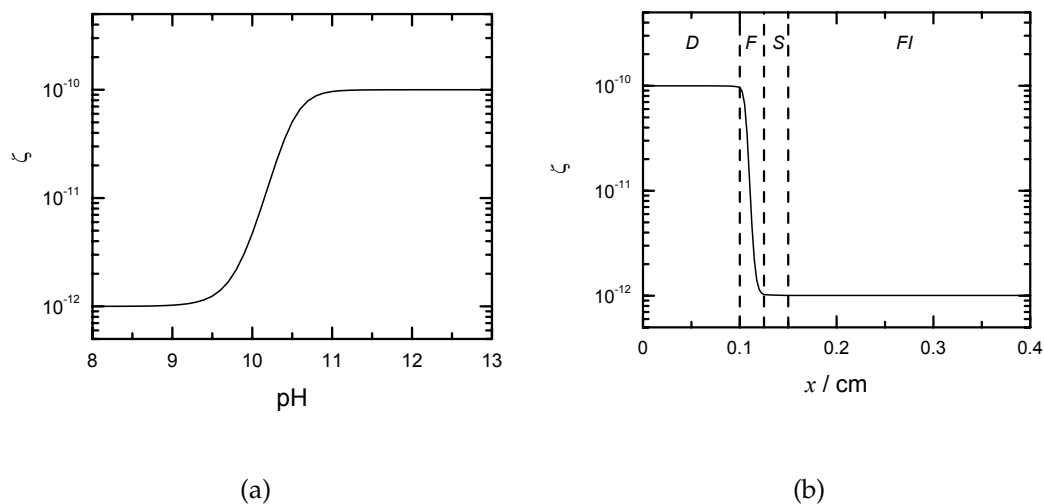 10⁻¹⁰
10⁻¹¹
10⁻¹²
ζ
8 9 10 11 12 13
pH
(a)
D F S FI
10⁻¹⁰
10⁻¹¹
10⁻¹²
ζ
0 0.1 0.2 0.3 0.4
x / cm
(b)